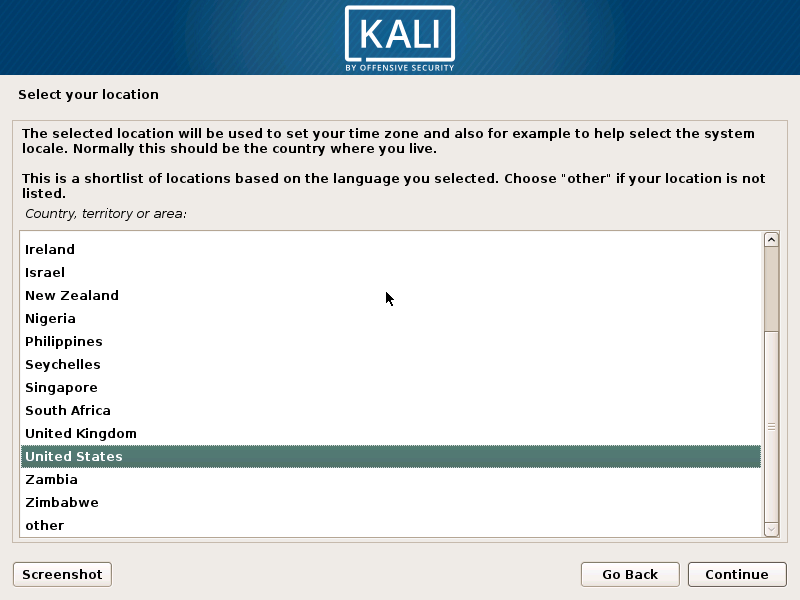 KALI
BY OFFENSIVE SECURITY
Select your location
The selected location will be used to set your time zone and also for example to help select the system
locale. Normally this should be the country where you live.
This is a shortlist of locations based on the language you selected. Choose "other" if your location is not
listed.
Country, territory or area:
Ireland
Israel
New Zealand
Nigeria
Philippines
Seychelles
Singapore
South Africa
United Kingdom
United States
Zambia
Zimbabwe
other
Screenshot
Go Back
Continue